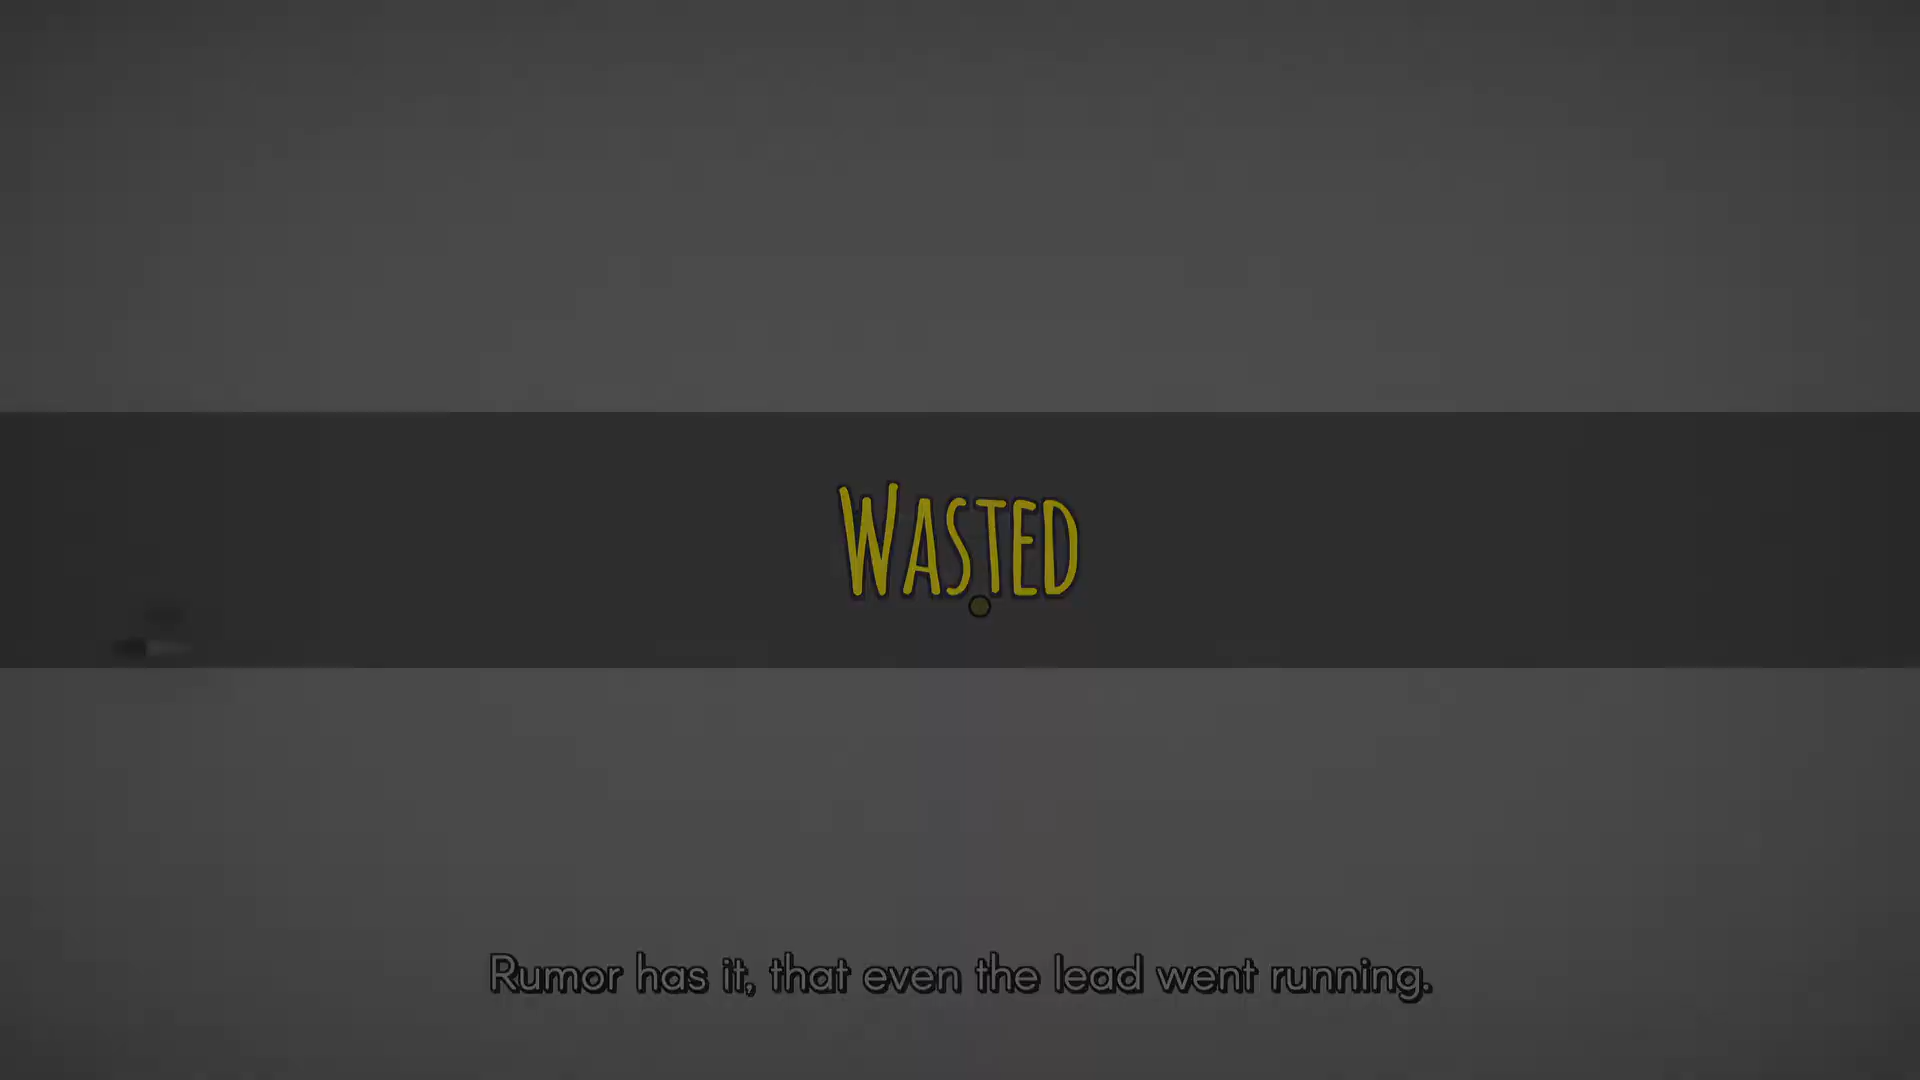 Wasted
Rumor has it, that even the lead went running.